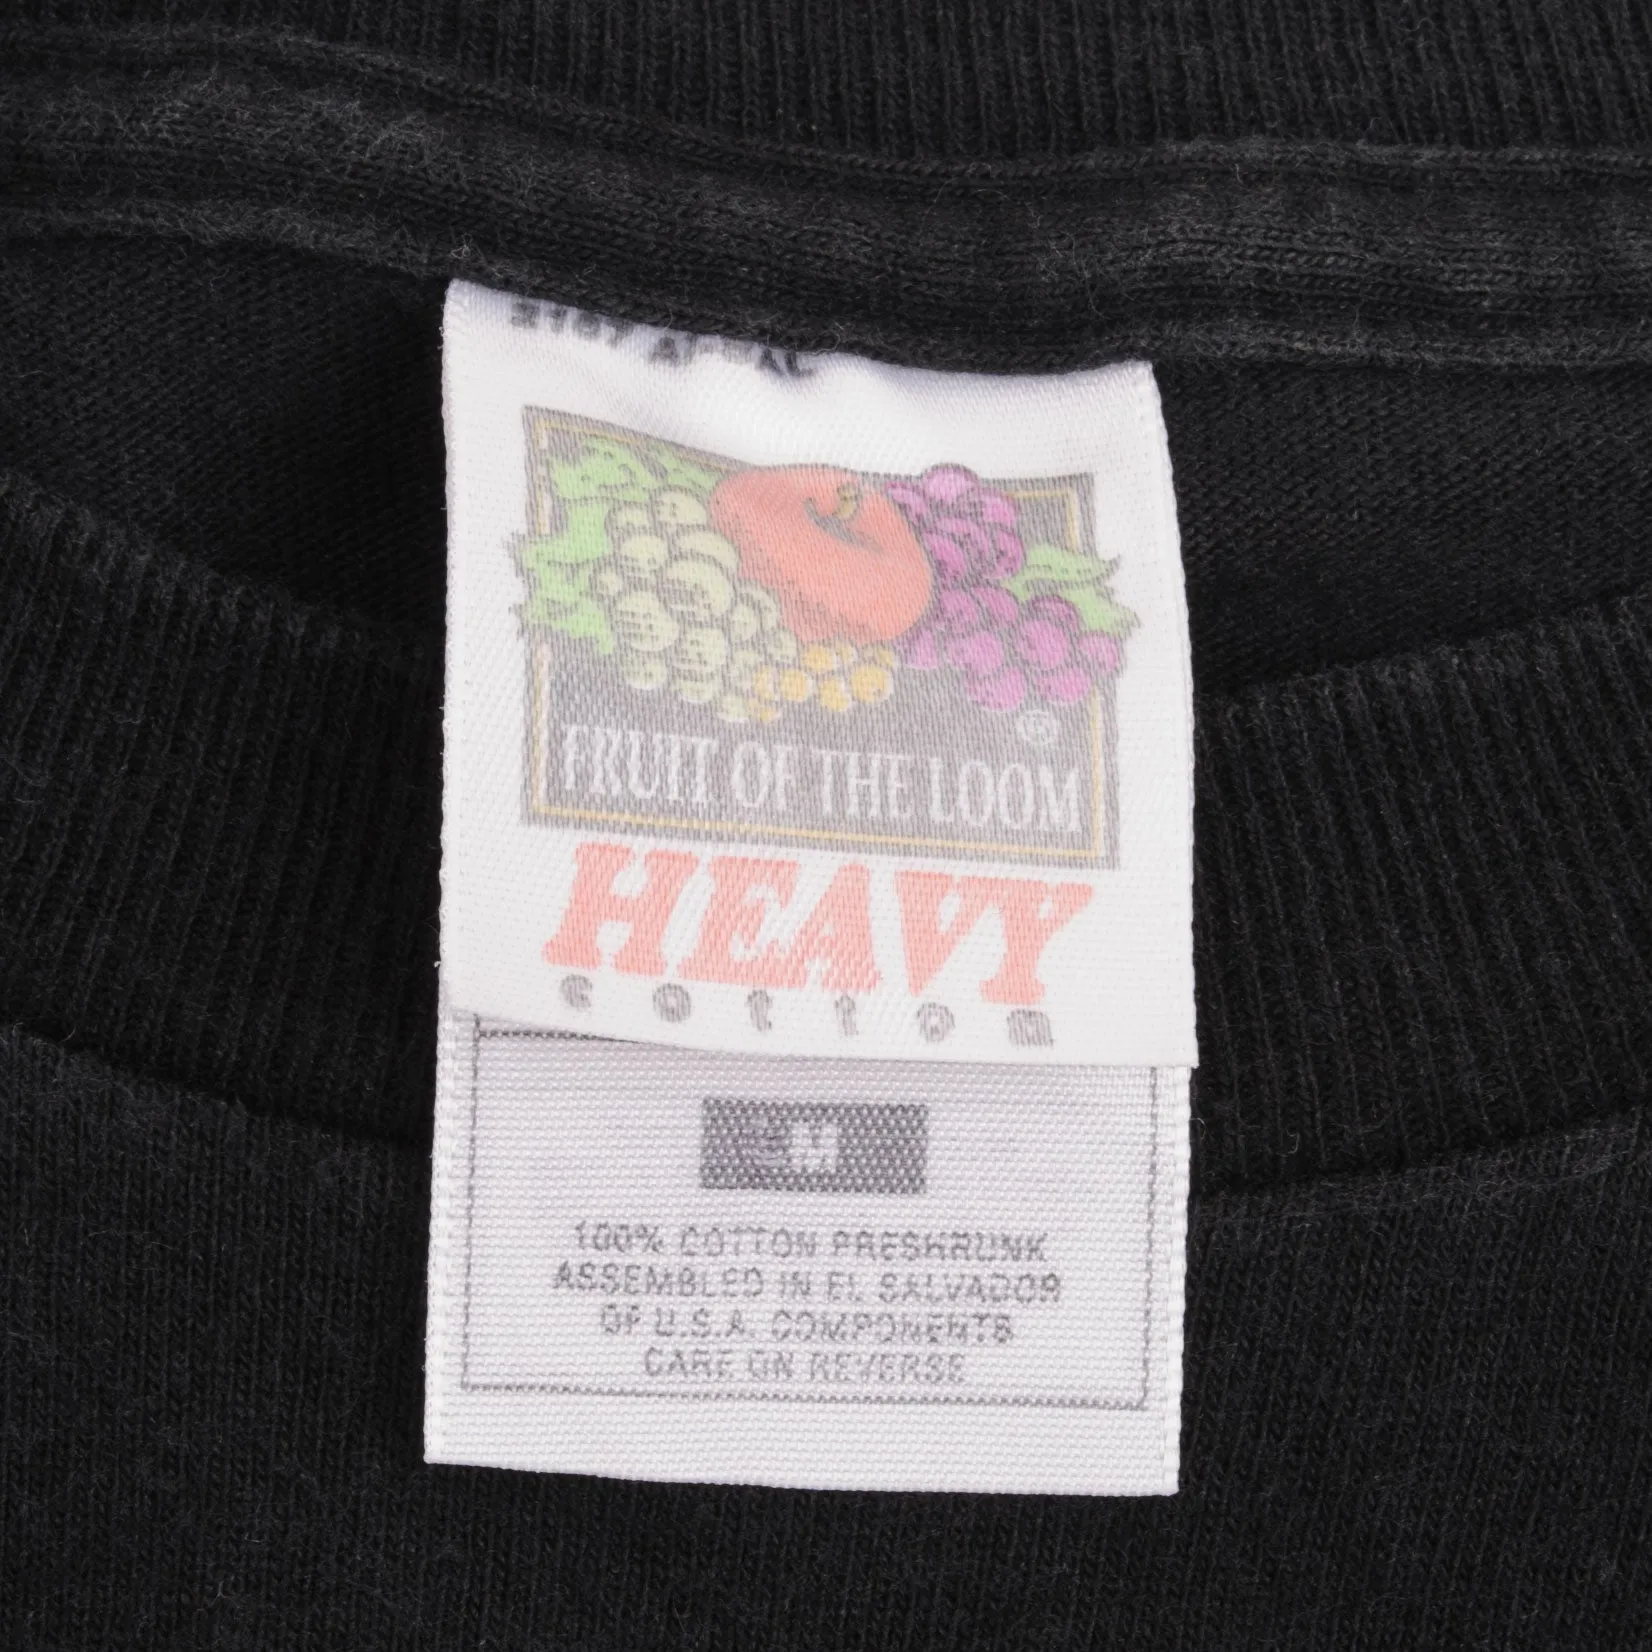 ®
FRUIT OF THE LOOM
HEAVY
cotton
M
100% COTTON PRESHRUNK
ASSEMBLED IN EL SALVADOR
OF U.S.A. COMPONENTS
CARE ON REVERSE